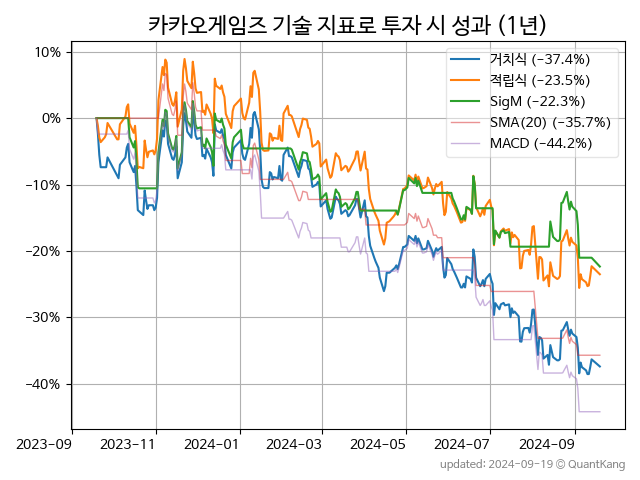 카카오게임즈 기술 지표로 투자 시 성과 (1년)
10%
0%
−10%
−20%
−30%
−40%
거치식 (−37.4%)
적립식 (−23.5%)
SigM (−22.3%)
SMA(20) (−35.7%)
MACD (−44.2%)
2023-09 2023-11 2024-01 2024-03 2024-05 2024-07 2024-09
updated: 2024-09-19 @ QuantKang